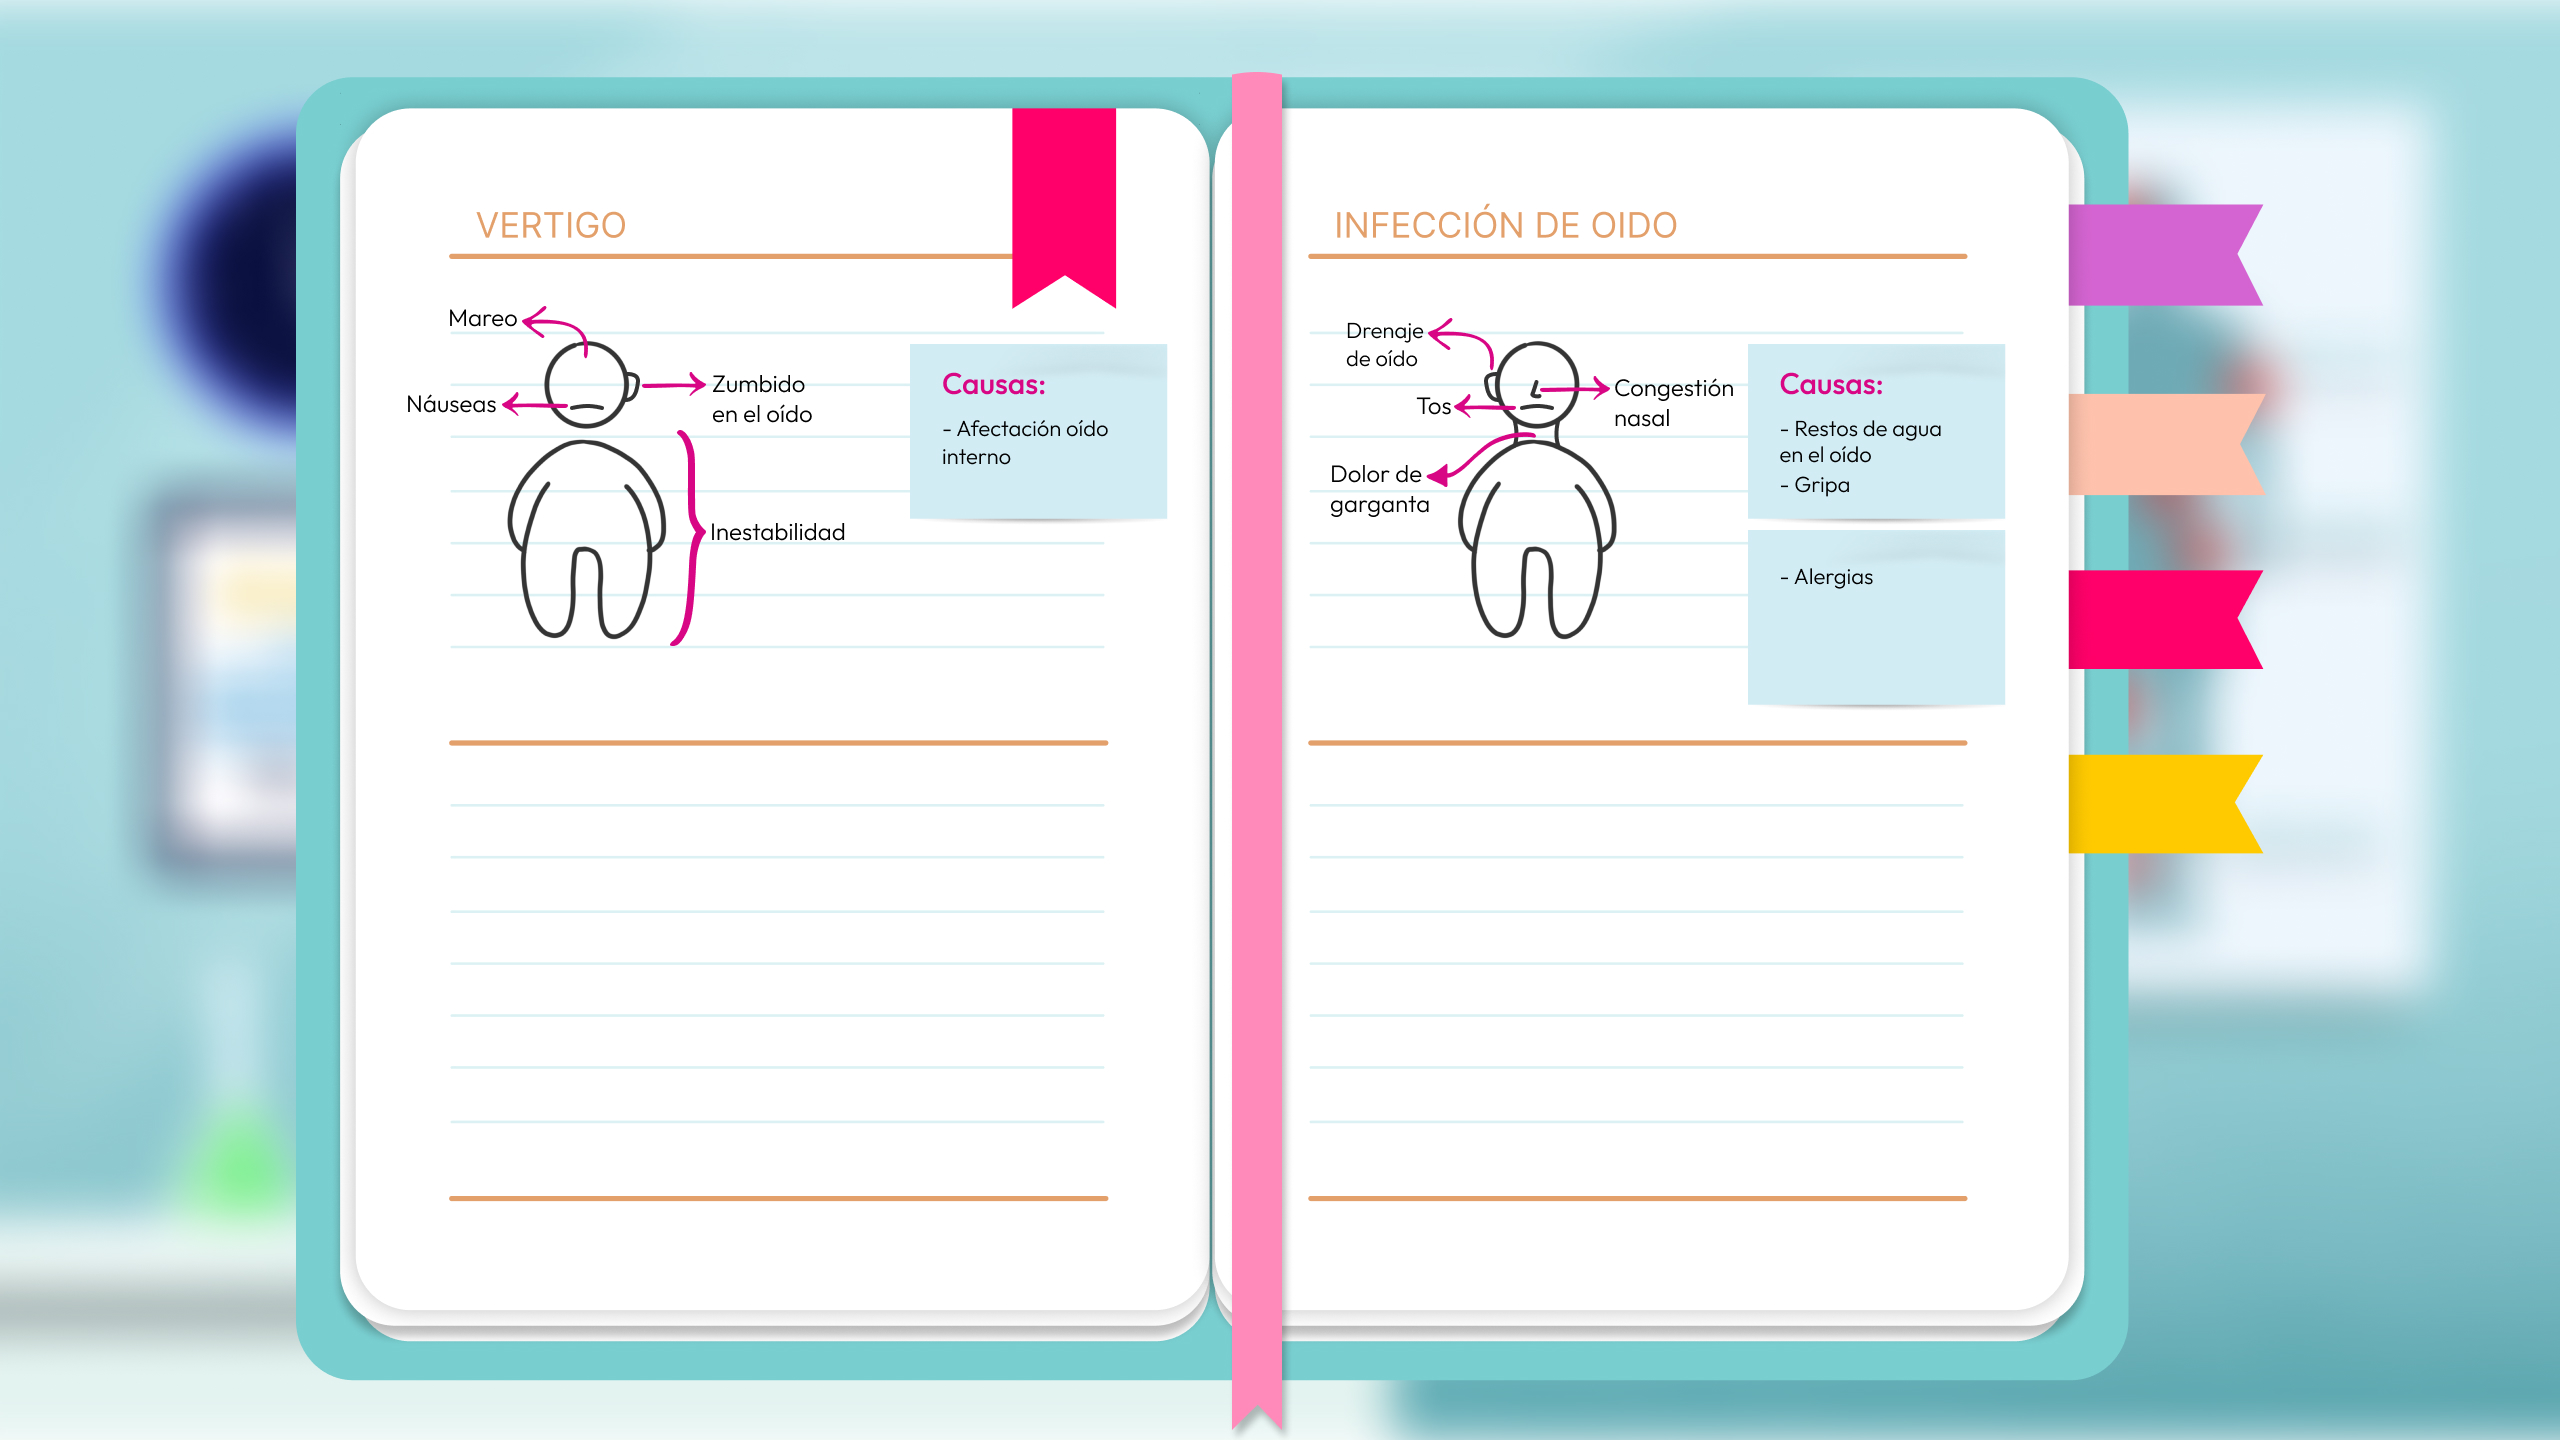 VERTIGO
Mareo
Náuseas
Zumbido
en el oído
Inestabilidad
Causas:
- Afectación oído
interno
INFECCIÓN DE OIDO
Drenaje
de oído
Tos
Congestión
nasal
Dolor de
garganta
Causas:
- Restos de agua
en el oído
- Gripa
- Alergias